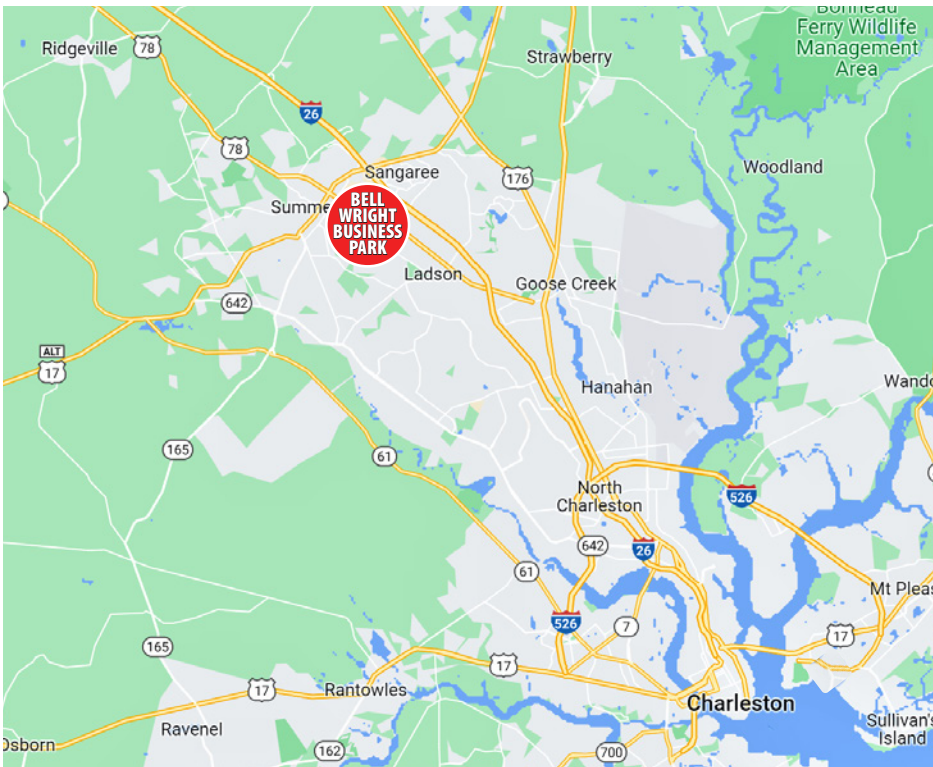 Bonneau
Ferry Wildlife
Management
Area
Ridgeville
78
Strawberry
26
78
Woodland
Sangaree
176
Summe
BELL
WRIGHT
BUSINESS
PARK
Ladson
Goose Creek
642
ALT
17
Hanahan
Wando
165
61
North
Charleston
526
642
26
61
Mt Pleas
526
7
17
165
17
17
Rantowles
Charleston
Ravenel
Sullivan's
Island
Osborn
162
700